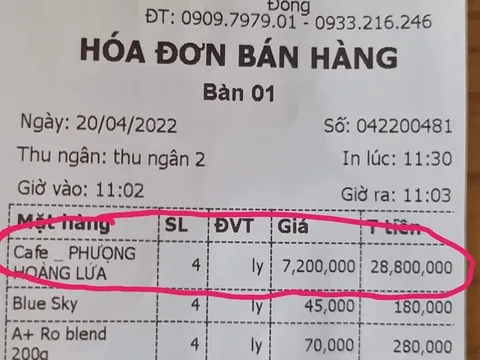 Đông
ĐT: 0909.7979.01 - 0933.216.246
HÓA ĐƠN BÁN HÀNG
Bàn 01
Ngày: 20/04/2022 Số: 042200481
Thu ngân: thu ngân 2 In lúc: 11:30
Giờ vào: 11:02 Giờ ra: 11:03
Mặt hàng SL ĐVT Giá T tiền
Cafe _ PHƯỢNG
HOÀNG LỬA 4 ly 7,200,000 28,800,000
Blue Sky 4 ly 45,000 180,000
A+ Ro blend
200g 4 ly 70,000 280,000